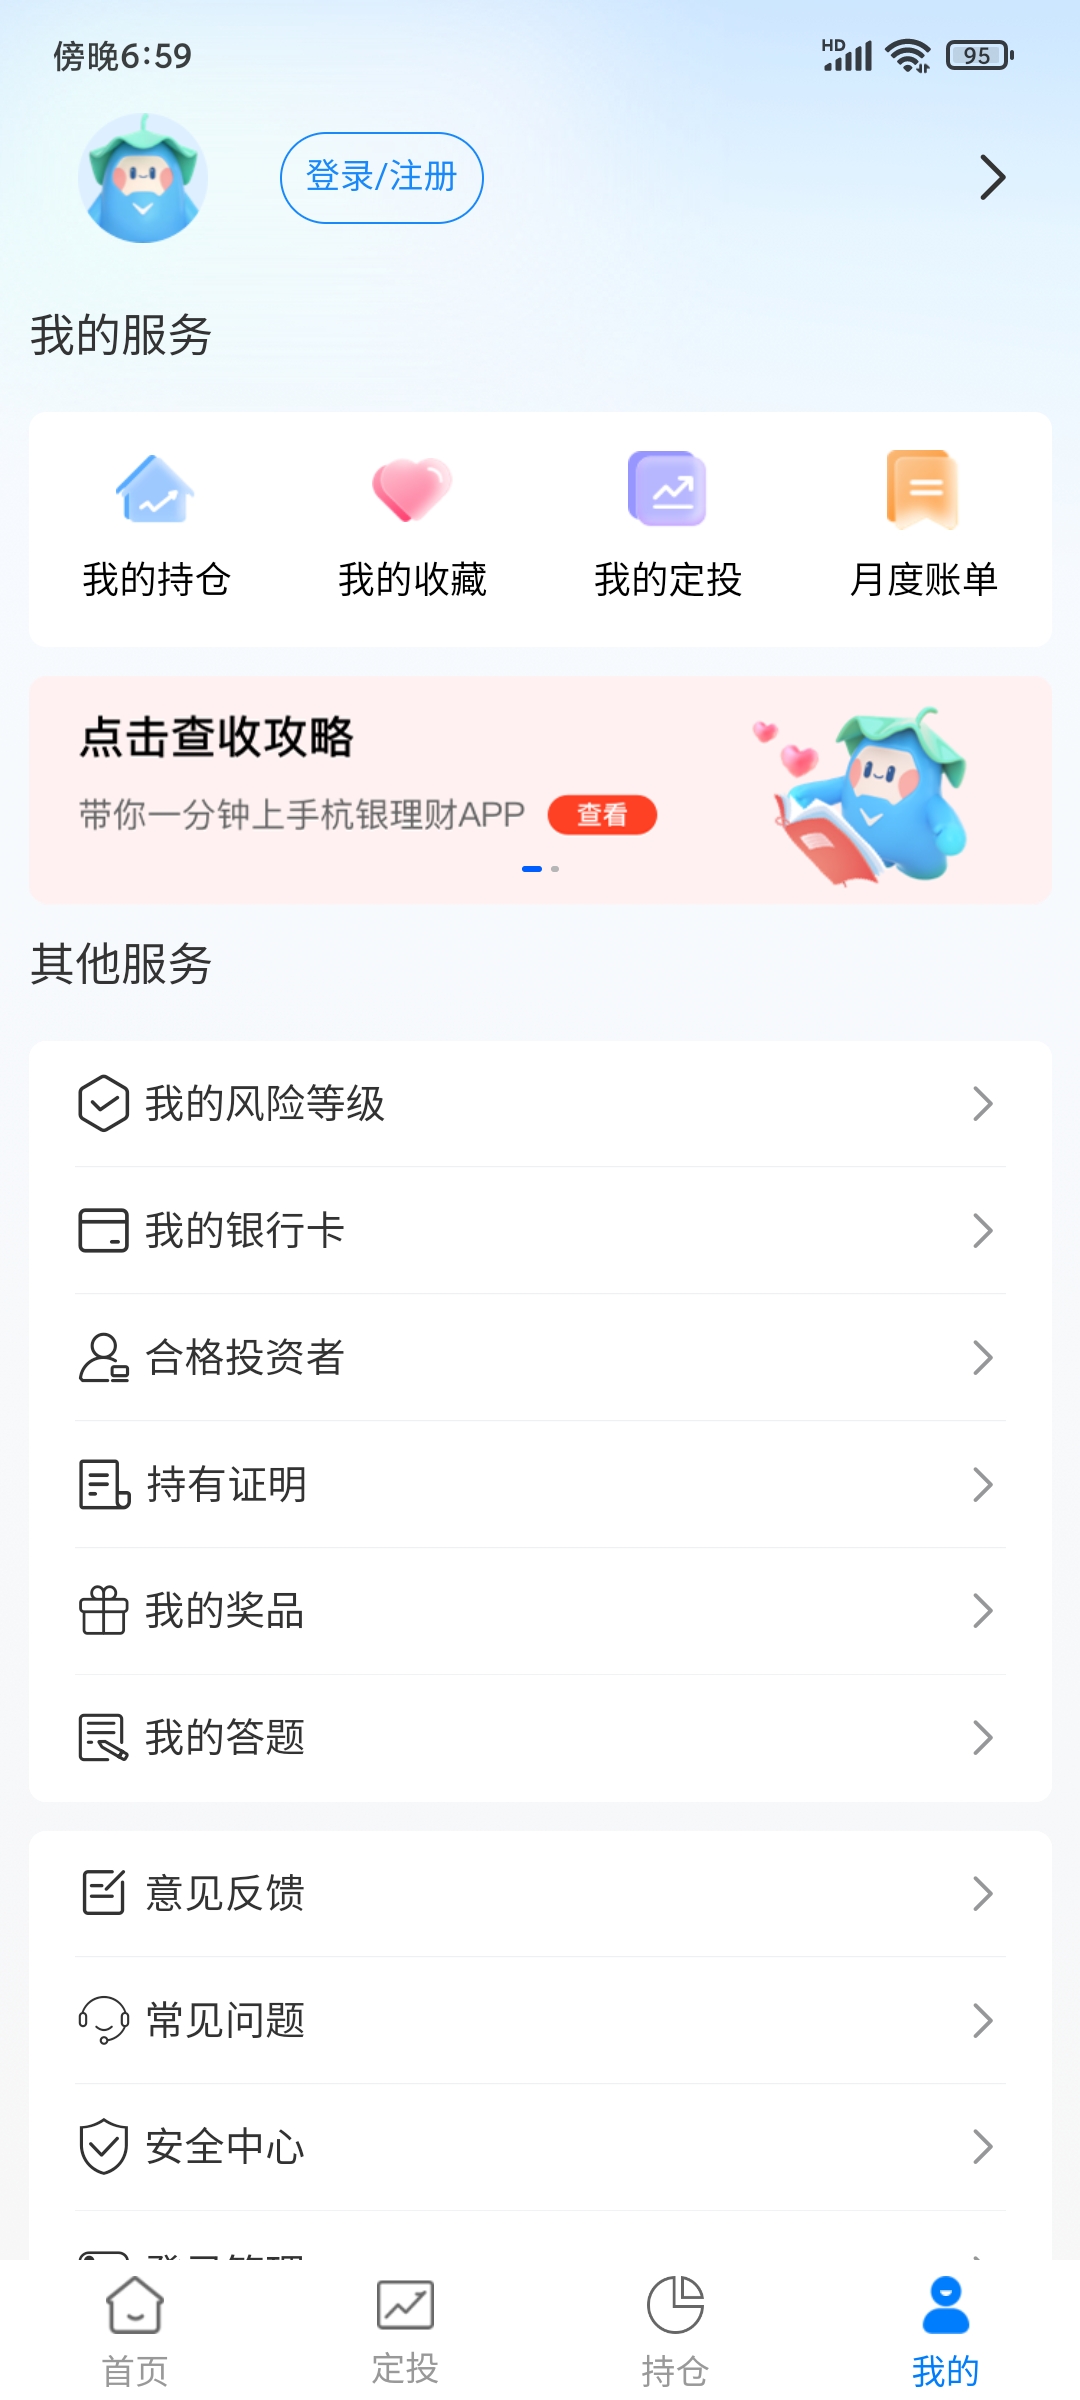 傍晚6:59
HD
95
登录/注册
我的服务
我的持仓 我的收藏 我的定投 月度账单
点击查收攻略
带你一分钟上手杭银理财APP 查看
其他服务
我的风险等级
我的银行卡
合格投资者
持有证明
我的奖品
我的答题
意见反馈
常见问题
安全中心
首页 定投 持仓 我的